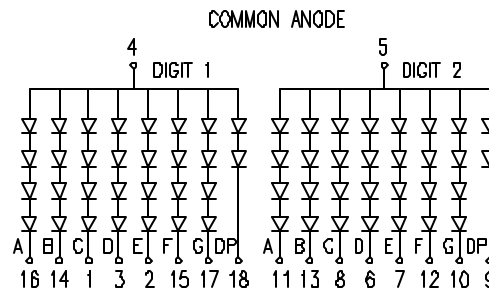 COMMON ANODE
4 5
DIGIT 1 DIGIT 2
A B C D E F G DP A B C D E F G DP
16 14 1 3 2 15 17 18 11 13 8 6 7 12 10 9